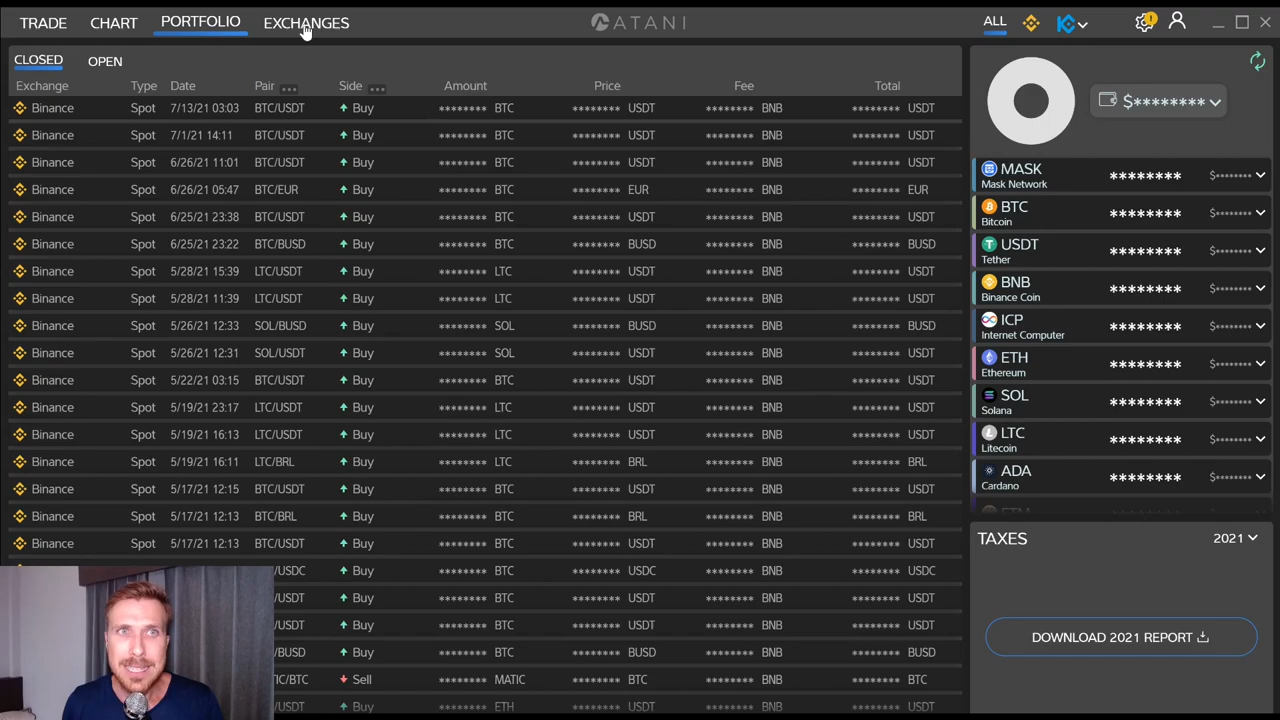 TRADE CHART PORTFOLIO EXCHANGES ATANI ALL
CLOSED OPEN
Exchange Type Date Pair ... Side ... Amount Price Fee Total
Binance Spot 7/13/21 03:03 BTC/USDT Buy ******** BTC ******** USDT ******** BNB ******** USDT
Binance Spot 7/1/21 14:11 BTC/USDT Buy ******** BTC ******** USDT ******** BNB ******** USDT
Binance Spot 6/26/21 11:01 BTC/USDT Buy ******** BTC ******** USDT ******** BNB ******** USDT
Binance Spot 6/26/21 05:47 BTC/EUR Buy ******** BTC ******** EUR ******** BNB ******** EUR
Binance Spot 6/25/21 23:38 BTC/USDT Buy ******** BTC ******** USDT ******** BNB ******** USDT
Binance Spot 6/25/21 23:22 BTC/BUSD Buy ******** BTC ******** BUSD ******** BNB ******** BUSD
Binance Spot 5/28/21 15:39 LTC/USDT Buy ******** LTC ******** USDT ******** BNB ******** USDT
Binance Spot 5/28/21 11:39 LTC/USDT Buy ******** LTC ******** USDT ******** BNB ******** USDT
Binance Spot 5/26/21 12:33 SOL/BUSD Buy ******** SOL ******** BUSD ******** BNB ******** BUSD
Binance Spot 5/26/21 12:31 SOL/USDT Buy ******** SOL ******** USDT ******** BNB ******** USDT
Binance Spot 5/22/21 03:15 BTC/USDT Buy ******** BTC ******** USDT ******** BNB ******** USDT
Binance Spot 5/19/21 23:17 LTC/USDT Buy ******** LTC ******** USDT ******** BNB ******** USDT
Binance Spot 5/19/21 16:13 LTC/USDT Buy ******** LTC ******** USDT ******** BNB ******** USDT
Binance Spot 5/19/21 16:11 LTC/BRL Buy ******** LTC ******** BRL ******** BNB ******** BRL
Binance Spot 5/17/21 12:15 BTC/USDT Buy ******** BTC ******** USDT ******** BNB ******** USDT
Binance Spot 5/17/21 12:13 BTC/BRL Buy ******** BTC ******** BRL ******** BNB ******** BRL
Binance Spot 5/17/21 12:13 BTC/USDT Buy ******** BTC ******** USDT ******** BNB ******** USDT
/USDC Buy ******** BTC ******** USDC ******** BNB ******** USDC
/USDT Buy ******** BTC ******** USDT ******** BNB ******** USDT
/USDT Buy ******** BTC ******** USDT ******** BNB ******** USDT
/BUSD Buy ******** BTC ******** BUSD ******** BNB ******** BUSD
IC/BTC Sell ******** MATIC ******** BTC ******** BNB ******** BTC
/USDT Buy ******** ETH ******** USDT ******** BNB ******** USDT
$********
MASK ******** $********
Mask Network
BTC ******** $********
Bitcoin
USDT ******** $********
Tether
BNB ******** $********
Binance Coin
ICP ******** $********
Internet Computer
ETH ******** $********
Ethereum
SOL ******** $********
Solana
LTC ******** $********
Litecoin
ADA ******** $********
Cardano
TAXES 2021
DOWNLOAD 2021 REPORT